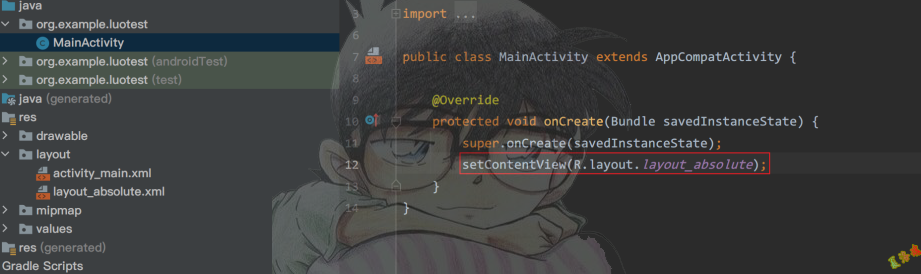 java
org.example.luotest
MainActivity
org.example.luotest (androidTest)
org.example.luotest (test)
java (generated)
res
drawable
layout
activity_main.xml
layout_absolute.xml
mipmap
values
res (generated)
Gradle Scripts
3 import ...
6
7 public class MainActivity extends AppCompatActivity {
8
9 @Override
10 protected void onCreate(Bundle savedInstanceState) {
11 super.onCreate(savedInstanceState);
12 setContentView(R.layout.layout_absolute);
13 }
14 }